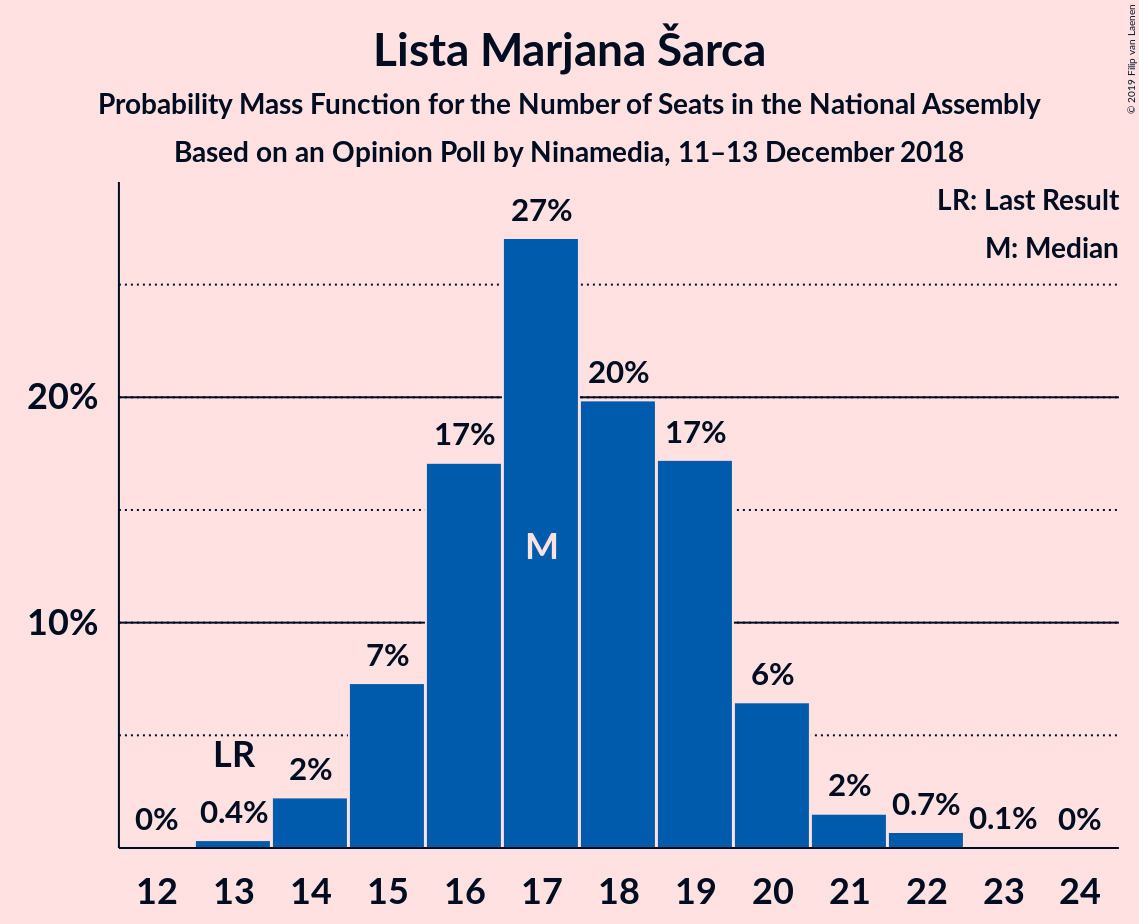 Lista Marjana Šarca
Probability Mass Function for the Number of Seats in the National Assembly
Based on an Opinion Poll by Ninamedia, 11–13 December 2018
© 2019 Filip van Laenen
LR: Last Result
M: Median
27%
20%
20%
17%
17%
M
10%
7%
6%
LR
2%
2%
0%
0.4%
0.7%
0.1%
0%
12 13 14 15 16 17 18 19 20 21 22 23 24